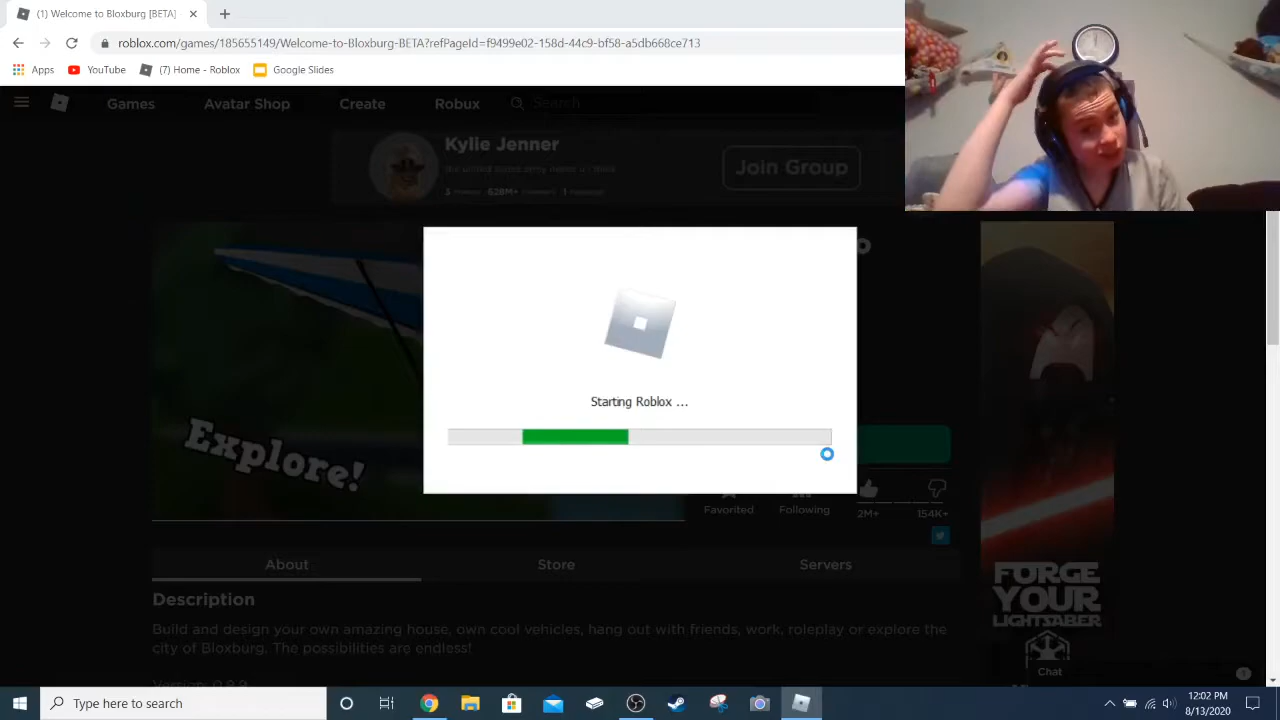 (1) Welcome to Bloxburg [BETA]
roblox.com/games/185655149/Welcome-to-Bloxburg-BETA?refPageId=f9499e02-158d-44c9-bf58-a5db668ce713
Apps YouTube (7) Home - Roblox Google Slides
Games Avatar Shop Create Robux Search
Kylie Jenner
Join Group
628M+
Explore!
Starting Roblox ...
Favorited Following 2M+ 154K+
About Store Servers
Description
Build and design your own amazing house, own cool vehicles, hang out with friends, work, roleplay or explore the
city of Bloxburg. The possibilities are endless!
FORGE
YOUR
LIGHTSABER
Chat 1
Type here to search
12:02 PM
8/13/2020